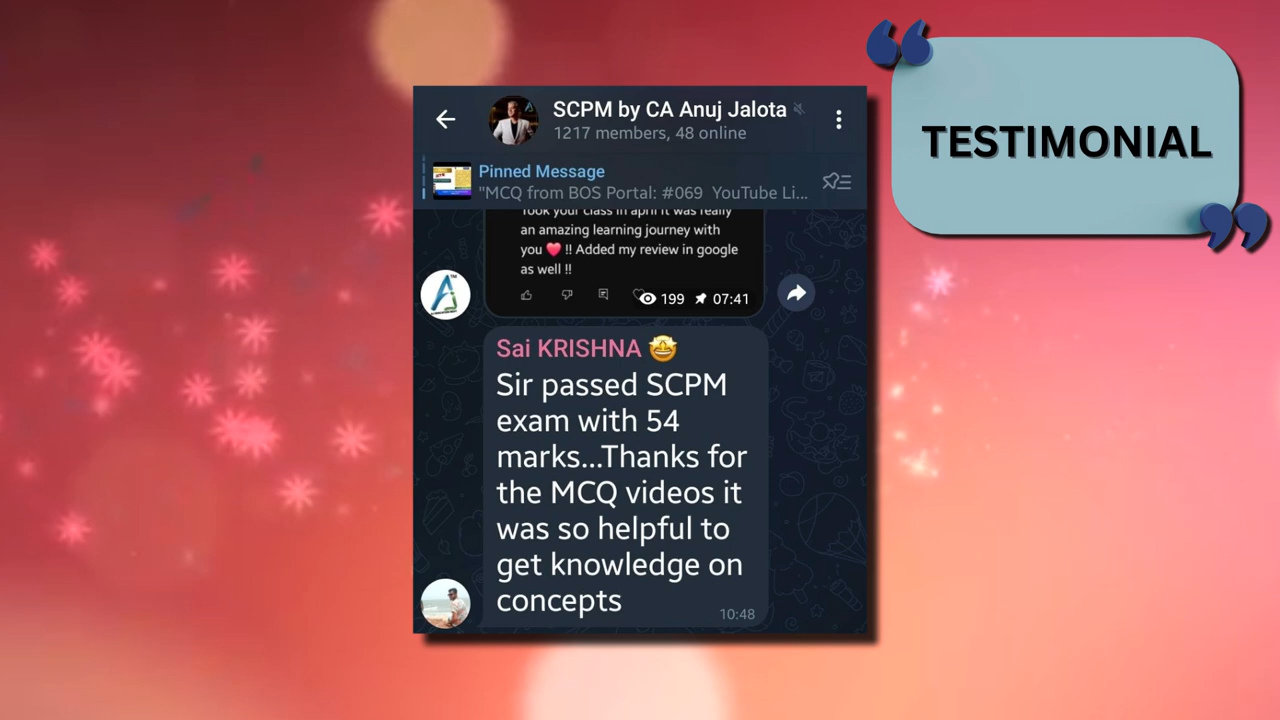 TESTIMONIAL
SCPM by CA Anuj Jalota
1217 members, 48 online
Pinned Message
"MCQ from BOS Portal: #069 YouTube Li...
Took your class in april it was really
an amazing learning journey with
you ❤️ !! Added my review in google
as well !!
199 07:41
Sai KRISHNA 🤩
Sir passed SCPM
exam with 54
marks...Thanks for
the MCQ videos it
was so helpful to
get knowledge on
concepts
10:48